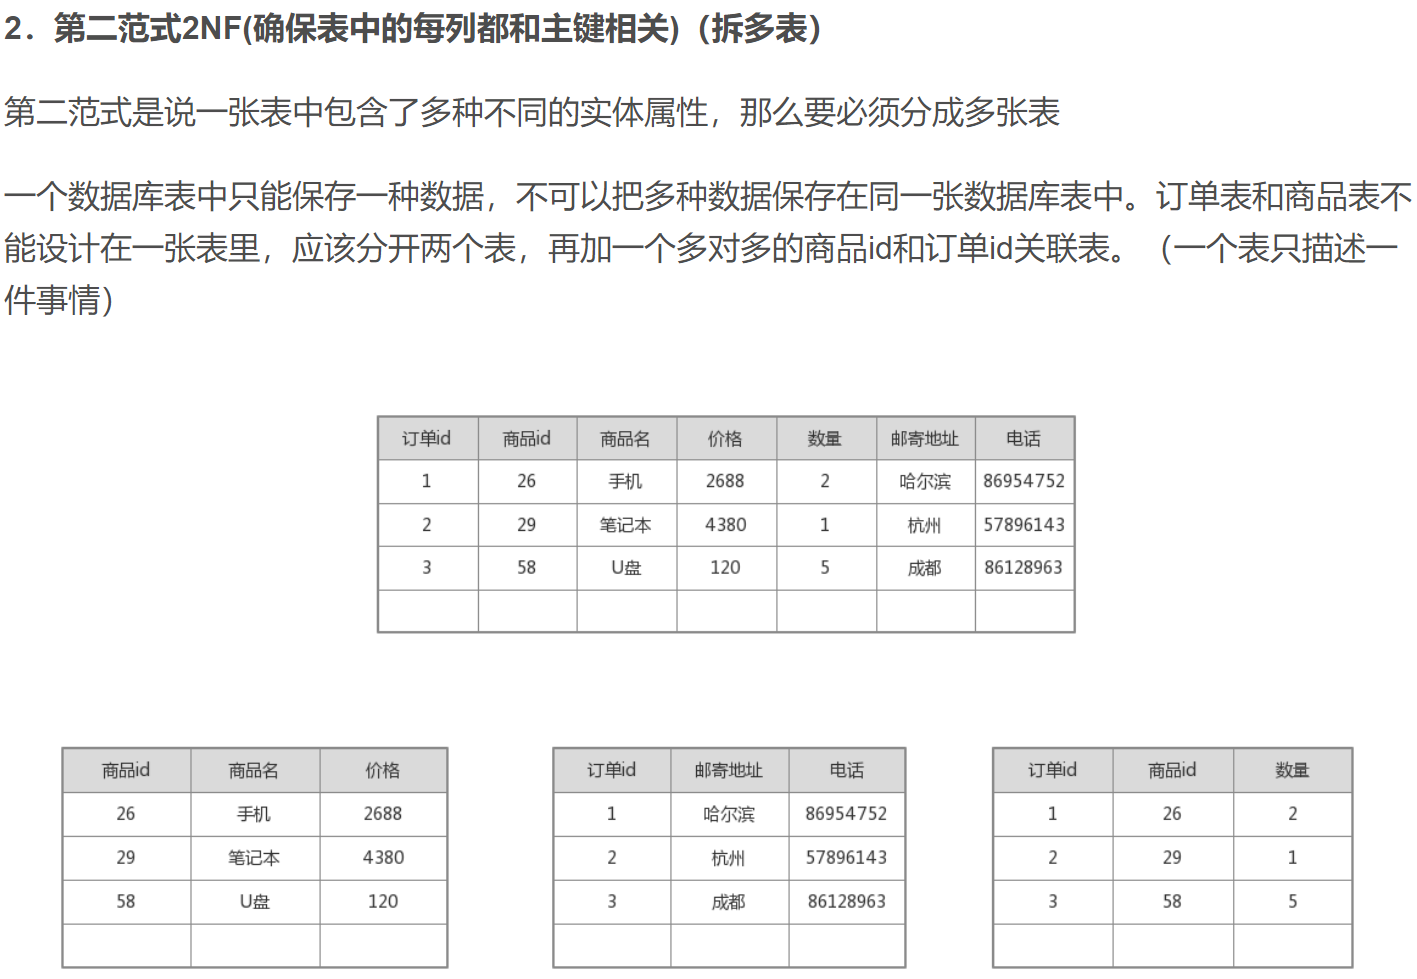 2．第二范式2NF(确保表中的每列都和主键相关)（拆多表）
第二范式是说一张表中包含了多种不同的实体属性，那么要必须分成多张表
一个数据库表中只能保存一种数据，不可以把多种数据保存在同一张数据库表中。订单表和商品表不
能设计在一张表里，应该分开两个表，再加一个多对多的商品id和订单id关联表。（一个表只描述一
件事情）
订单id 商品id 商品名 价格 数量 邮寄地址 电话
1 26 手机 2688 2 哈尔滨 86954752
2 29 笔记本 4380 1 杭州 57896143
3 58 U盘 120 5 成都 86128963
商品id 商品名 价格
26 手机 2688
29 笔记本 4380
58 U盘 120
订单id 邮寄地址 电话
1 哈尔滨 86954752
2 杭州 57896143
3 成都 86128963
订单id 商品id 数量
1 26 2
2 29 1
3 58 5